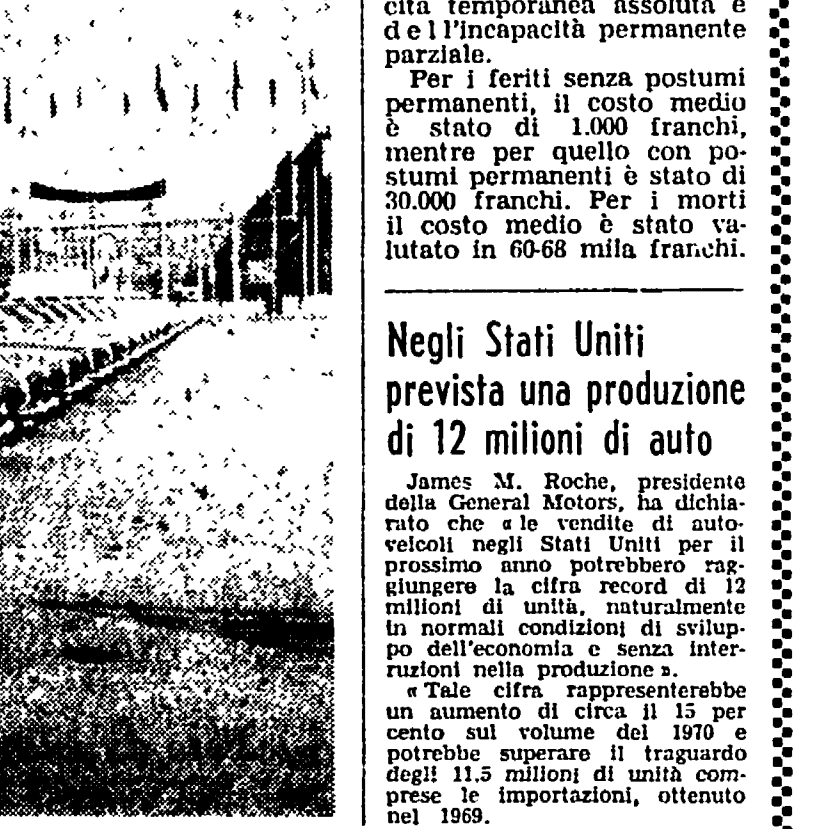 cità temporanea assoluta e
dell'incapacità permanente
parziale.
Per i feriti senza postumi
permanenti, il costo medio
è stato di 1.000 franchi,
mentre per quello con po-
stumi permanenti è stato di
30.000 franchi. Per i morti
il costo medio è stato va-
lutato in 60-68 mila franchi.
Negli Stati Uniti
prevista una produzione
di 12 milioni di auto
James M. Roche, presidente
della General Motors, ha dichia-
rato che « le vendite di auto-
veicoli negli Stati Uniti per il
prossimo anno potrebbero rag-
giungere la cifra record di 12
milioni di unità, naturalmente
in normali condizioni di svilup-
po dell'economia e senza inter-
ruzioni nella produzione ».
« Tale cifra rappresenterebbe
un aumento di circa il 15 per
cento sul volume del 1970 e
potrebbe superare il traguardo
degli 11,5 milioni di unità com-
prese le importazioni, ottenuto
nel 1969.